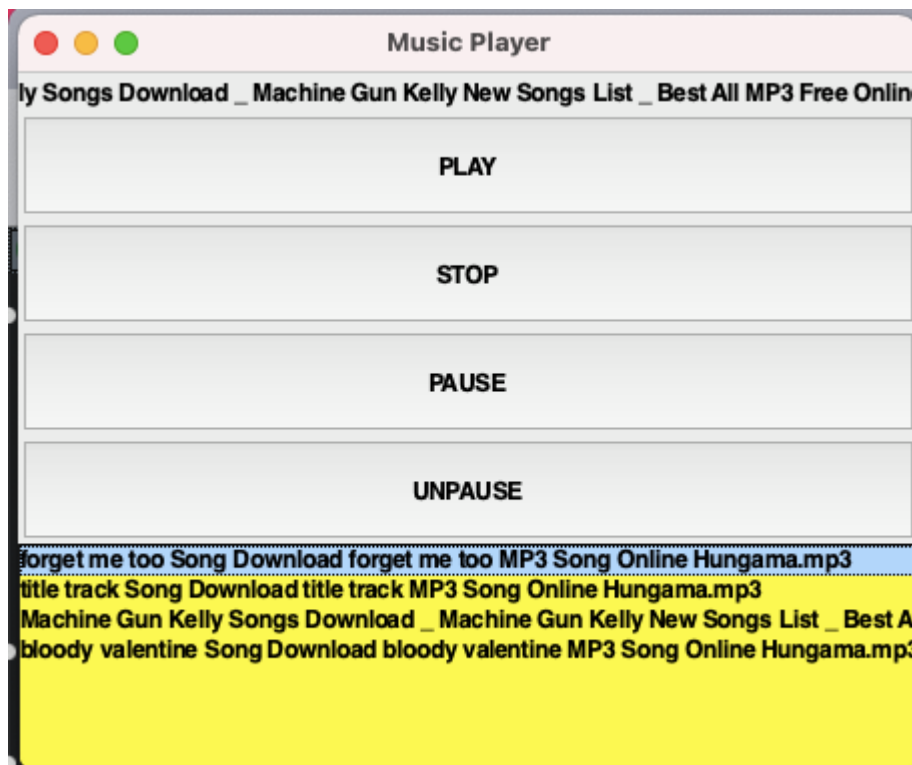 Music Player
ly Songs Download _ Machine Gun Kelly New Songs List _ Best All MP3 Free Onlin
PLAY
STOP
PAUSE
UNPAUSE
forget me too Song Download forget me too MP3 Song Online Hungama.mp3
title track Song Download title track MP3 Song Online Hungama.mp3
Machine Gun Kelly Songs Download _ Machine Gun Kelly New Songs List _ Best A
bloody valentine Song Download bloody valentine MP3 Song Online Hungama.mp3